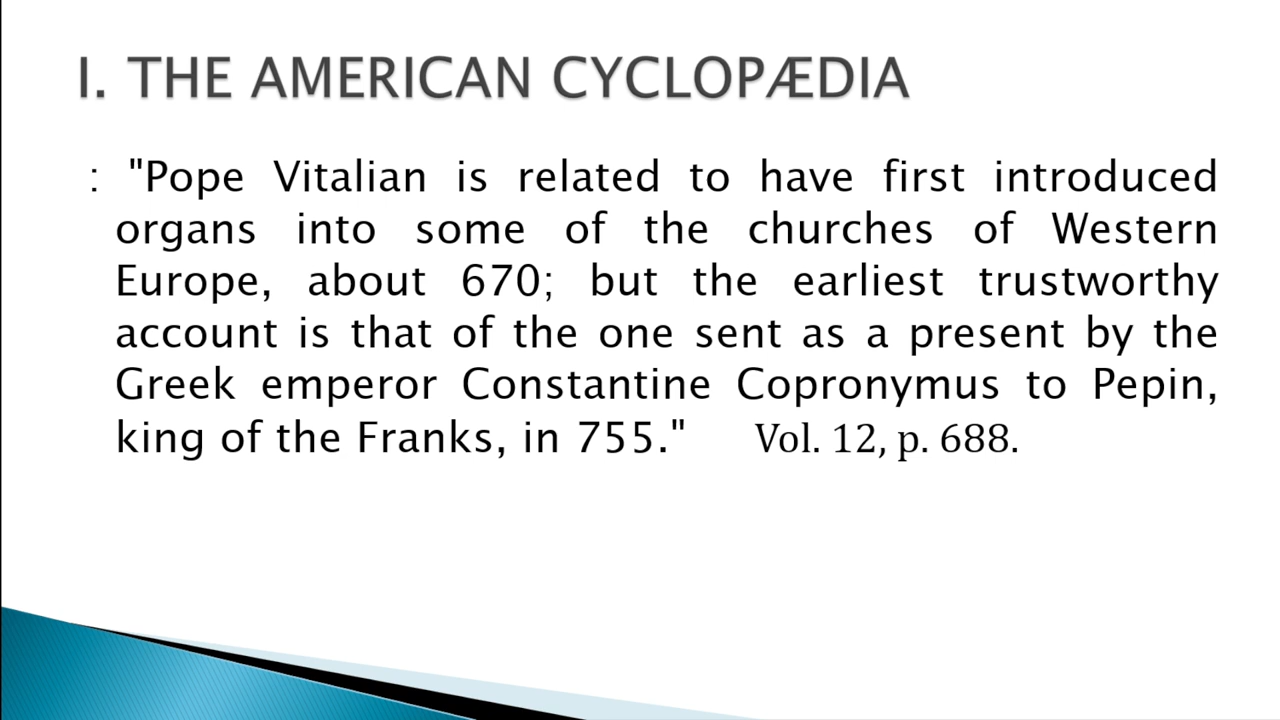 I. THE AMERICAN CYCLOPÆDIA
: "Pope Vitalian is related to have first introduced
organs into some of the churches of Western
Europe, about 670; but the earliest trustworthy
account is that of the one sent as a present by the
Greek emperor Constantine Copronymus to Pepin,
king of the Franks, in 755." Vol. 12, p. 688.